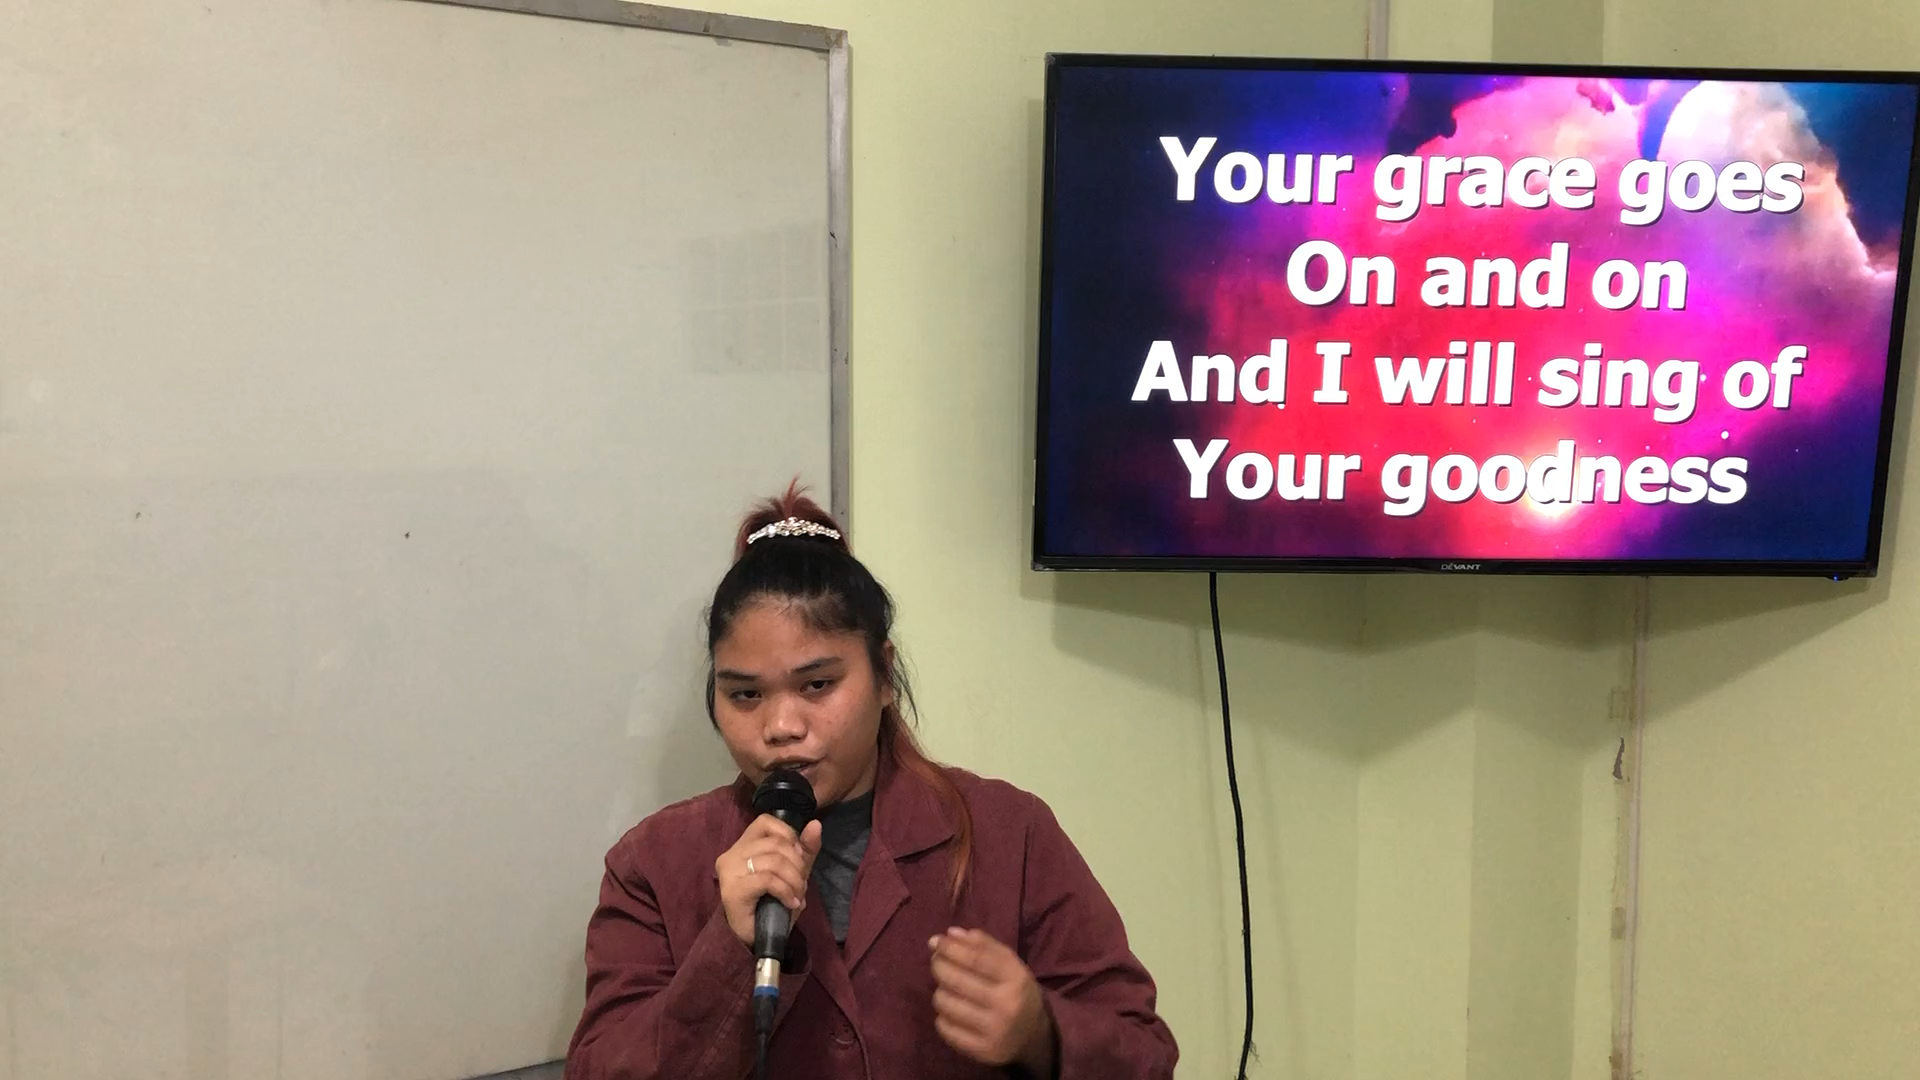 Your grace goes
On and on
And I will sing of
Your goodness
DEVANT